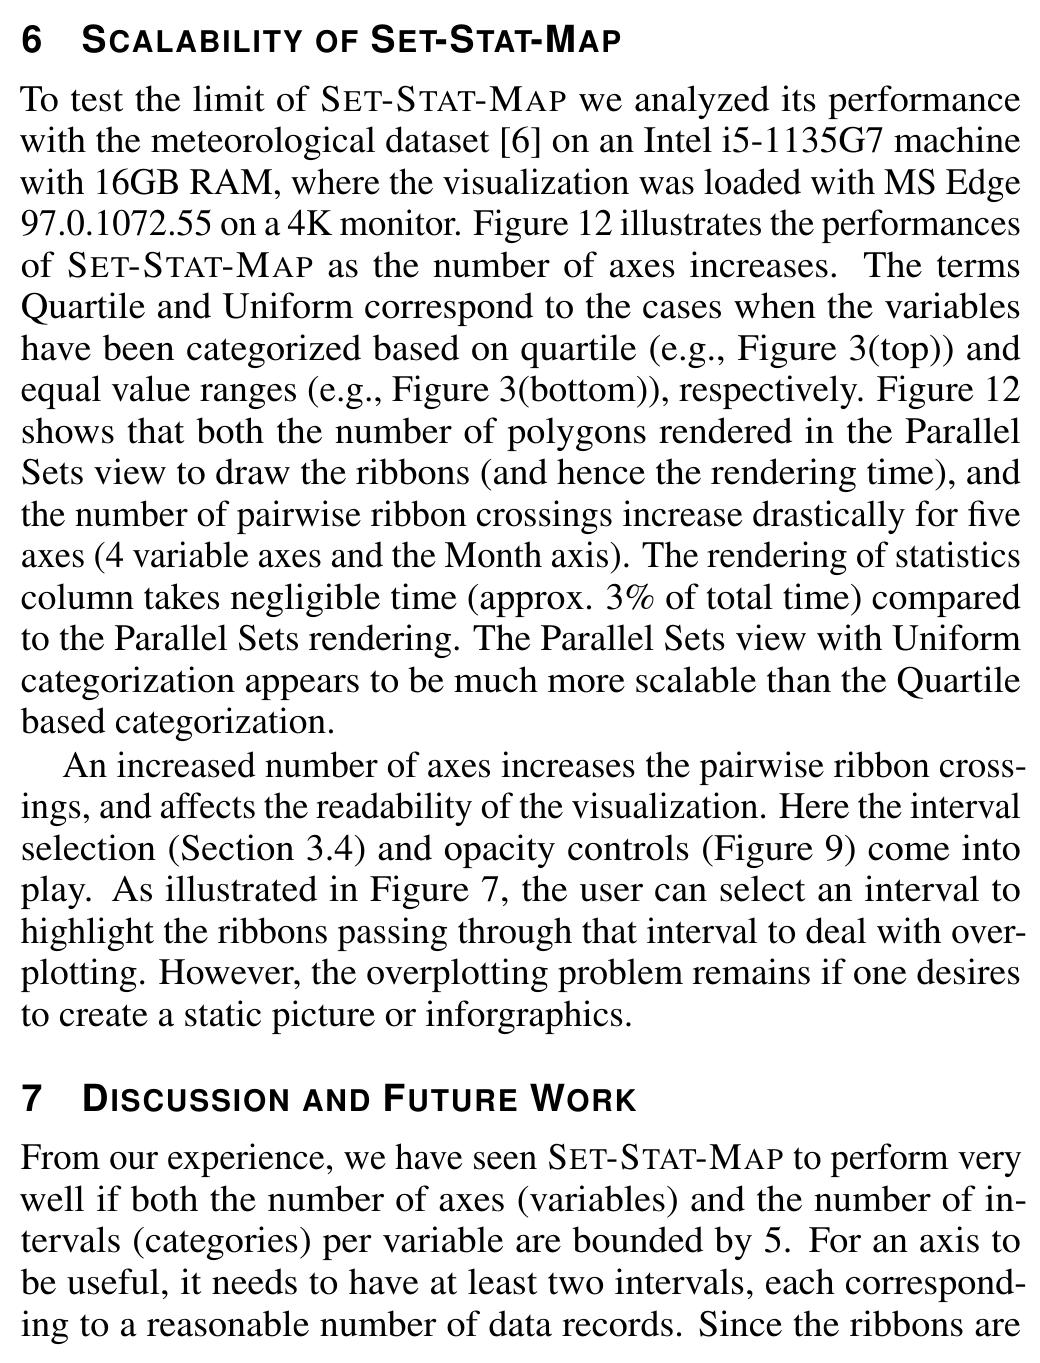 6 SCALABILITY OF SET-STAT-MAP
To test the limit of SET-STAT-MAP we analyzed its performance
with the meteorological dataset [6] on an Intel i5-1135G7 machine
with 16GB RAM, where the visualization was loaded with MS Edge
97.0.1072.55 on a 4K monitor. Figure 12 illustrates the performances
of SET-STAT-MAP as the number of axes increases. The terms
Quartile and Uniform correspond to the cases when the variables
have been categorized based on quartile (e.g., Figure 3(top)) and
equal value ranges (e.g., Figure 3(bottom)), respectively. Figure 12
shows that both the number of polygons rendered in the Parallel
Sets view to draw the ribbons (and hence the rendering time), and
the number of pairwise ribbon crossings increase drastically for five
axes (4 variable axes and the Month axis). The rendering of statistics
column takes negligible time (approx. 3% of total time) compared
to the Parallel Sets rendering. The Parallel Sets view with Uniform
categorization appears to be much more scalable than the Quartile
based categorization.
An increased number of axes increases the pairwise ribbon cross-
ings, and affects the readability of the visualization. Here the interval
selection (Section 3.4) and opacity controls (Figure 9) come into
play. As illustrated in Figure 7, the user can select an interval to
highlight the ribbons passing through that interval to deal with over-
plotting. However, the overplotting problem remains if one desires
to create a static picture or inforgraphics.
7 DISCUSSION AND FUTURE WORK
From our experience, we have seen SET-STAT-MAP to perform very
well if both the number of axes (variables) and the number of in-
tervals (categories) per variable are bounded by 5. For an axis to
be useful, it needs to have at least two intervals, each correspond-
ing to a reasonable number of data records. Since the ribbons are